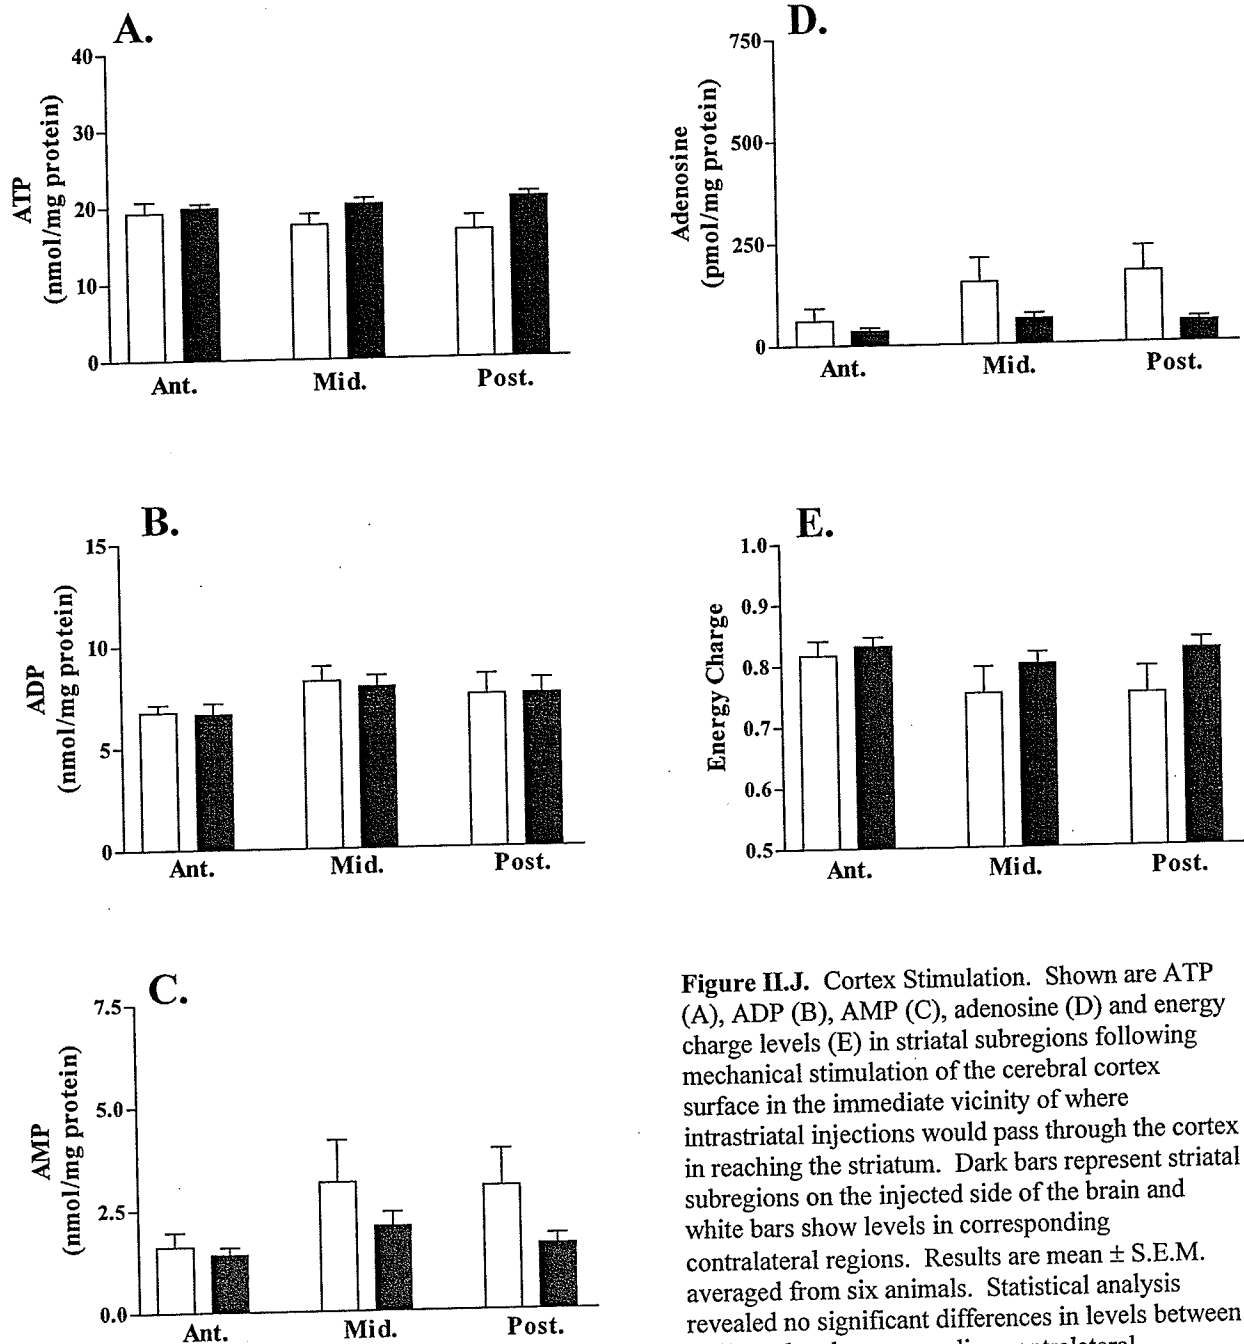 A.
40
30
20
10
0
ATP
(nmol/mg protein)
Ant.
Mid.
Post.
B.
15
10
5
0
ADP
(nmol/mg protein)
Ant.
Mid.
Post.
C.
7.5
5.0
2.5
0.0
AMP
(nmol/mg protein)
Ant.
Mid.
Post.
D.
750
500
250
0
Adenosine
(pmol/mg protein)
Ant.
Mid.
Post.
E.
1.0
0.9
0.8
0.7
0.6
0.5
Energy Charge
Ant.
Mid.
Post.
Figure II.J. Cortex Stimulation. Shown are ATP
(A), ADP (B), AMP (C), adenosine (D) and energy
charge levels (E) in striatal subregions following
mechanical stimulation of the cerebral cortex
surface in the immediate vicinity of where
intrastriatal injections would pass through the cortex
in reaching the striatum. Dark bars represent striatal
subregions on the injected side of the brain and
white bars show levels in corresponding
contralateral regions. Results are mean ± S.E.M.
averaged from six animals. Statistical analysis
revealed no significant differences in levels between
contralateral